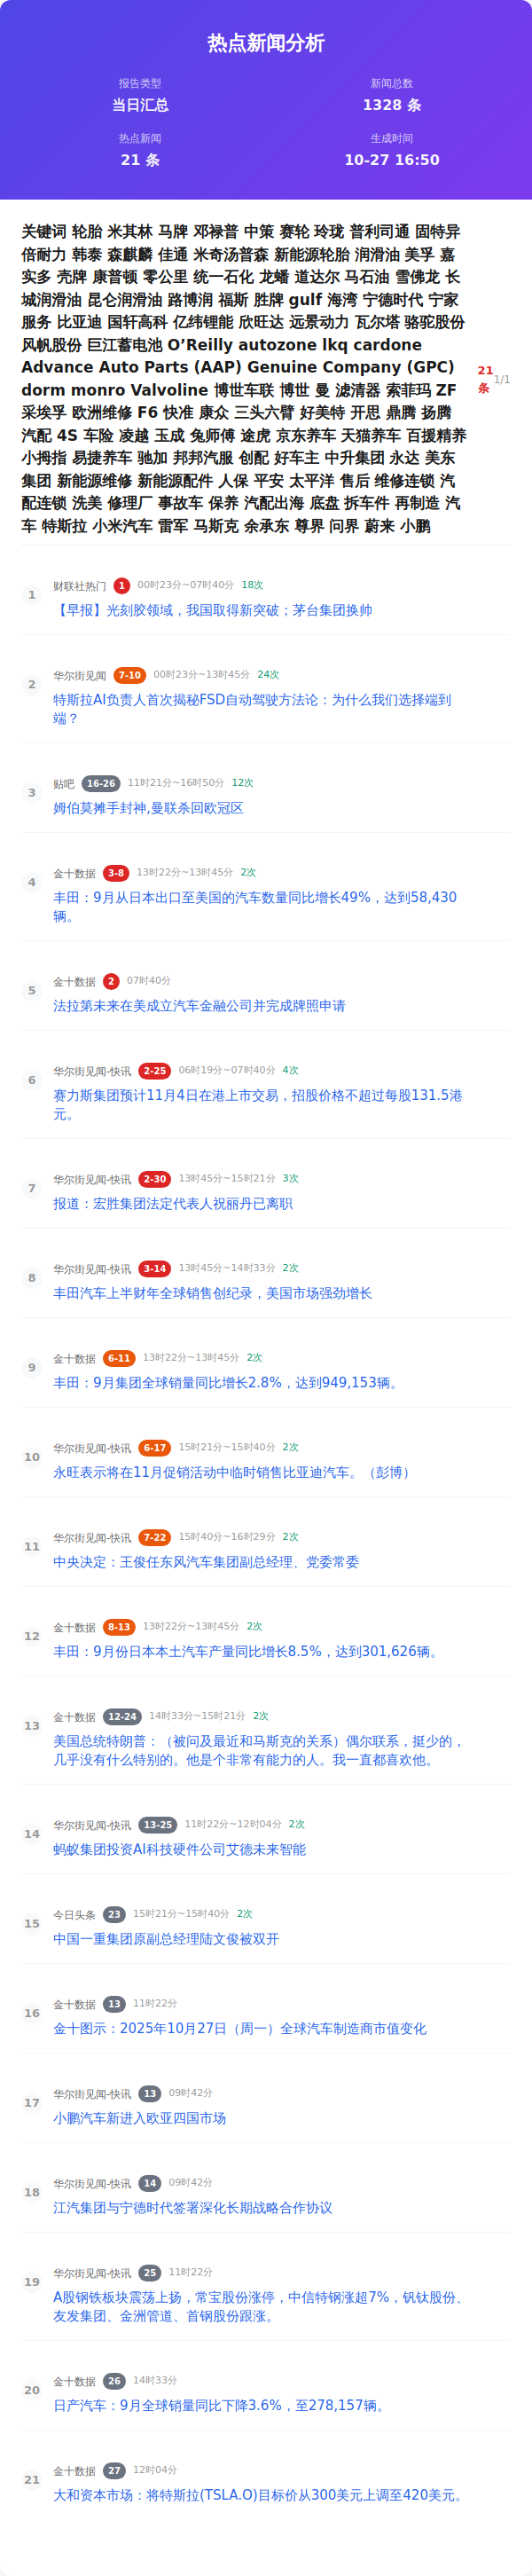 热点新闻分析
报告类型
当日汇总
新闻总数
1328 条
热点新闻
21 条
生成时间
10-27 16:50
关键词 轮胎 米其林 马牌 邓禄普 中策 赛轮 玲珑 普利司通 固特异
倍耐力 韩泰 森麒麟 佳通 米奇汤普森 新能源轮胎 润滑油 美孚 嘉
实多 壳牌 康普顿 零公里 统一石化 龙蟠 道达尔 马石油 雪佛龙 长
城润滑油 昆仑润滑油 路博润 福斯 胜牌 gulf 海湾 宁德时代 宁家
服务 比亚迪 国轩高科 亿纬锂能 欣旺达 远景动力 瓦尔塔 骆驼股份
风帆股份 巨江蓄电池 O’Reilly autozone lkq cardone
Advance Auto Parts (AAP) Genuine Company (GPC)
dorm monro Valvoline 博世车联 博世 曼 滤清器 索菲玛 ZF
采埃孚 欧洲维修 F6 快准 康众 三头六臂 好美特 开思 鼎腾 扬腾
汽配 4S 车险 凌越 玉成 兔师傅 途虎 京东养车 天猫养车 百援精养
小拇指 易捷养车 驰加 邦邦汽服 创配 好车主 中升集团 永达 美东
集团 新能源维修 新能源配件 人保 平安 太平洋 售后 维修连锁 汽
配连锁 洗美 修理厂 事故车 保养 汽配出海 底盘 拆车件 再制造 汽
车 特斯拉 小米汽车 雷军 马斯克 余承东 尊界 问界 蔚来 小鹏
21
条
1/1
1
财联社热门 1 00时23分~07时40分 18次
【早报】光刻胶领域，我国取得新突破；茅台集团换帅
2
华尔街见闻 7-10 00时23分~13时45分 24次
特斯拉AI负责人首次揭秘FSD自动驾驶方法论：为什么我们选择端到
端？
3
贴吧 16-26 11时21分~16时50分 12次
姆伯莫摊手封神,曼联杀回欧冠区
4
金十数据 3-8 13时22分~13时45分 2次
丰田：9月从日本出口至美国的汽车数量同比增长49%，达到58,430
辆。
5
金十数据 2 07时40分
法拉第未来在美成立汽车金融公司并完成牌照申请
6
华尔街见闻-快讯 2-25 06时19分~07时40分 4次
赛力斯集团预计11月4日在港上市交易，招股价格不超过每股131.5港
元。
7
华尔街见闻-快讯 2-30 13时45分~15时21分 3次
报道：宏胜集团法定代表人祝丽丹已离职
8
华尔街见闻-快讯 3-14 13时45分~14时33分 2次
丰田汽车上半财年全球销售创纪录，美国市场强劲增长
9
金十数据 6-11 13时22分~13时45分 2次
丰田：9月集团全球销量同比增长2.8%，达到949,153辆。
10
华尔街见闻-快讯 6-17 15时21分~15时40分 2次
永旺表示将在11月促销活动中临时销售比亚迪汽车。（彭博）
11
华尔街见闻-快讯 7-22 15时40分~16时29分 2次
中央决定：王俊任东风汽车集团副总经理、党委常委
12
金十数据 8-13 13时22分~13时45分 2次
丰田：9月份日本本土汽车产量同比增长8.5%，达到301,626辆。
13
金十数据 12-24 14时33分~15时21分 2次
美国总统特朗普：（被问及最近和马斯克的关系）偶尔联系，挺少的，
几乎没有什么特别的。他是个非常有能力的人。我一直都喜欢他。
14
华尔街见闻-快讯 13-25 11时22分~12时04分 2次
蚂蚁集团投资AI科技硬件公司艾德未来智能
15
今日头条 23 15时21分~15时40分 2次
中国一重集团原副总经理陆文俊被双开
16
金十数据 13 11时22分
金十图示：2025年10月27日（周一）全球汽车制造商市值变化
17
华尔街见闻-快讯 13 09时42分
小鹏汽车新进入欧亚四国市场
18
华尔街见闻-快讯 14 09时42分
江汽集团与宁德时代签署深化长期战略合作协议
19
华尔街见闻-快讯 25 11时22分
A股钢铁板块震荡上扬，常宝股份涨停，中信特钢涨超7%，钒钛股份、
友发集团、金洲管道、首钢股份跟涨。
20
金十数据 26 14时33分
日产汽车：9月全球销量同比下降3.6%，至278,157辆。
21
金十数据 27 12时04分
大和资本市场：将特斯拉(TSLA.O)目标价从300美元上调至420美元。